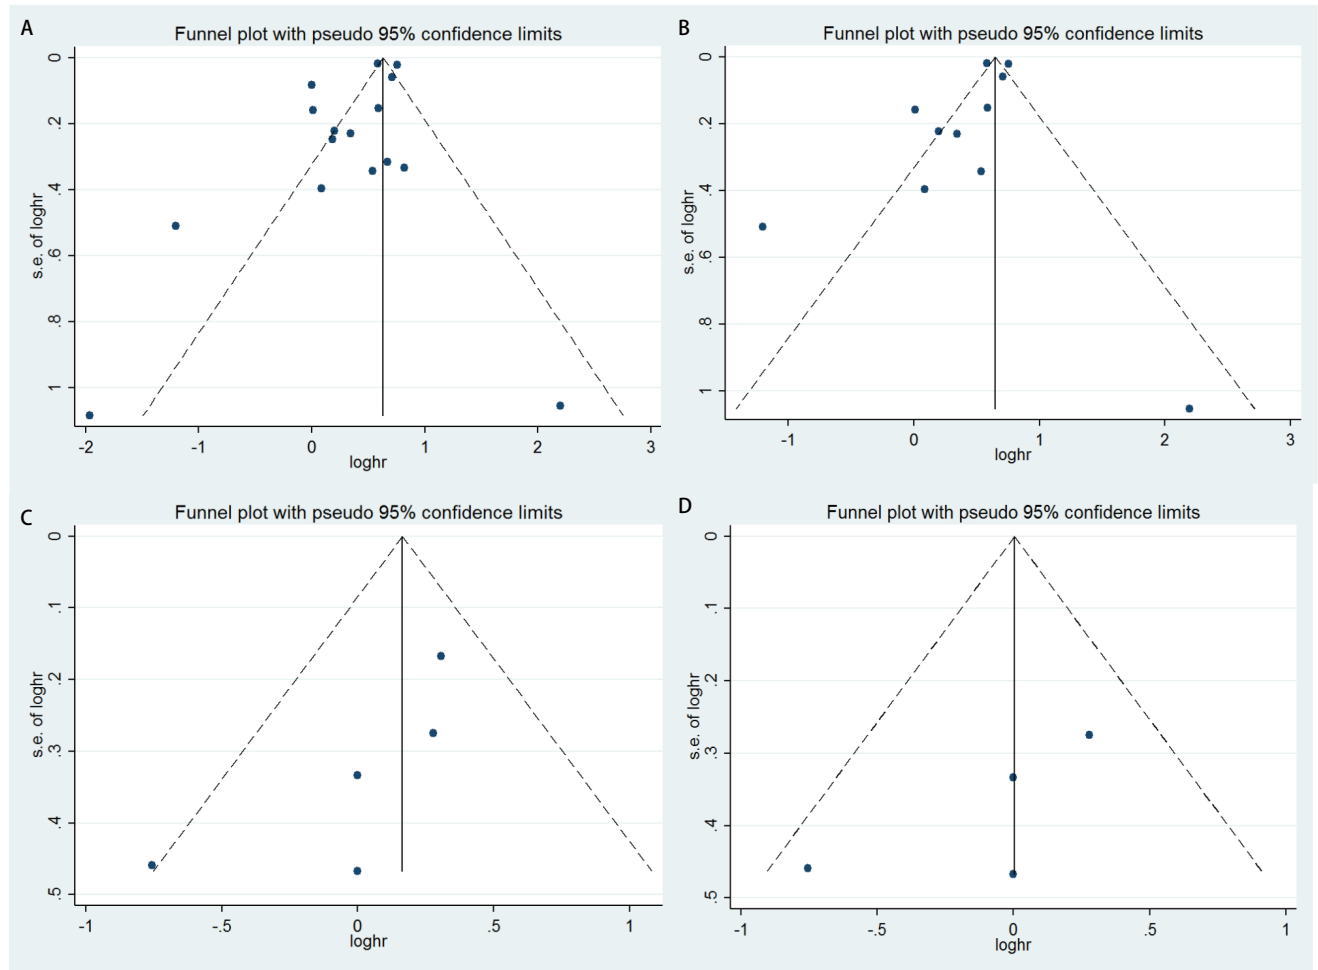 A
Funnel plot with pseudo 95% confidence limits
0
.2
.4
.6
.8
1
s.e. of loghr
-2
-1
0
1
2
3
loghr
B
Funnel plot with pseudo 95% confidence limits
0
.2
.4
.6
.8
1
s.e. of loghr
-1
0
1
2
3
loghr
C
Funnel plot with pseudo 95% confidence limits
0
.1
.2
.3
.4
.5
s.e. of loghr
-1
-.5
0
.5
1
loghr
D
Funnel plot with pseudo 95% confidence limits
0
.1
.2
.3
.4
.5
s.e. of loghr
-1
-.5
0
.5
1
loghr